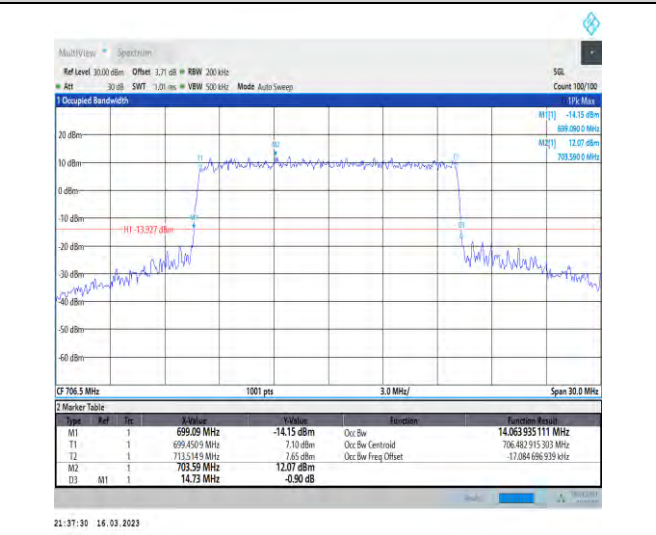 MultiView Spectrum
Ref Level 30.00 dBm Offset 3.71 dB RBW 200 kHz SGL
Att 30 dB SWT 1.01 ms VBW 500 kHz Mode Auto Sweep Count 100/100
1 Occupied Bandwidth 1Pk Max
M1[1] -14.15 dBm
699.090 0 MHz
M2[1] 12.07 dBm
703.590 0 MHz
20 dBm
M2
T1
10 dBm
0 dBm
-10 dBm
M1
H1 -13.927 dBm
D3
-20 dBm
-30 dBm
-40 dBm
-50 dBm
-60 dBm
CF 706.5 MHz 1001 pts 3.0 MHz/ Span 30.0 MHz
2 Marker Table
Type Ref Trc X-Value Y-Value Function Function Result
M1 1 699.09 MHz -14.15 dBm Occ Bw 14.063 935 111 MHz
T1 1 699.450 9 MHz 7.10 dBm Occ Bw Centroid 706.482 915 303 MHz
T2 1 713.514 9 MHz 7.65 dBm Occ Bw Freq Offset -17.084 696 939 kHz
M2 1 703.59 MHz 12.07 dBm
D3 M1 1 14.73 MHz -0.90 dB
21:37:30 16.03.2023